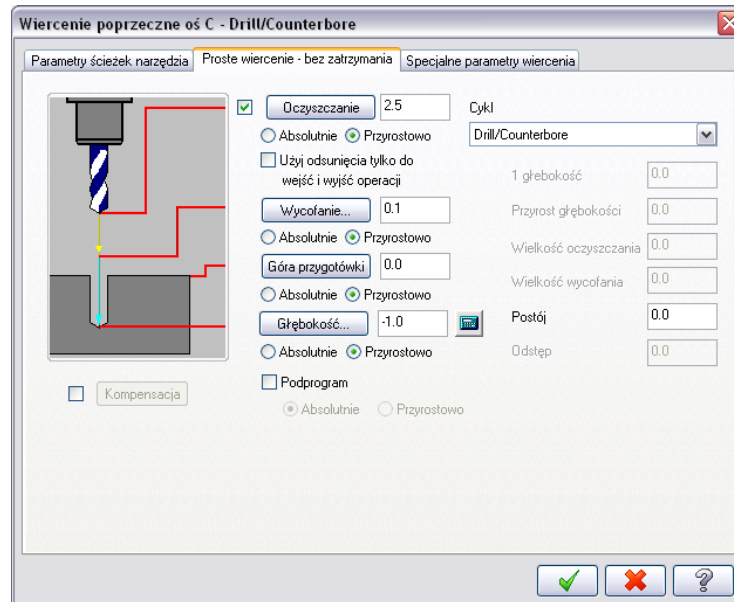 Wiercenie poprzeczne oś C - Drill/Counterbore
Parametry ścieżek narzędzia
Proste wiercenie - bez zatrzymania
Specjalne parametry wiercenia
Oczyszczanie
2.5
Absolutnie
Przyrostowo
Użyj odsunięcia tylko do
wejść i wyjść operacji
Wycofanie...
0.1
Absolutnie
Przyrostowo
Góra przygotówki
0.0
Absolutnie
Przyrostowo
Głębokość...
-1.0
Absolutnie
Przyrostowo
Podprogram
Absolutnie
Przyrostowo
Kompensacja
Cykl
Drill/Counterbore
1 głebokość
0.0
Przyrost głębokości
0.0
Wielkość oczyszczania
0.0
Wielkość wycofania
0.0
Postój
0.0
Odstęp
0.0